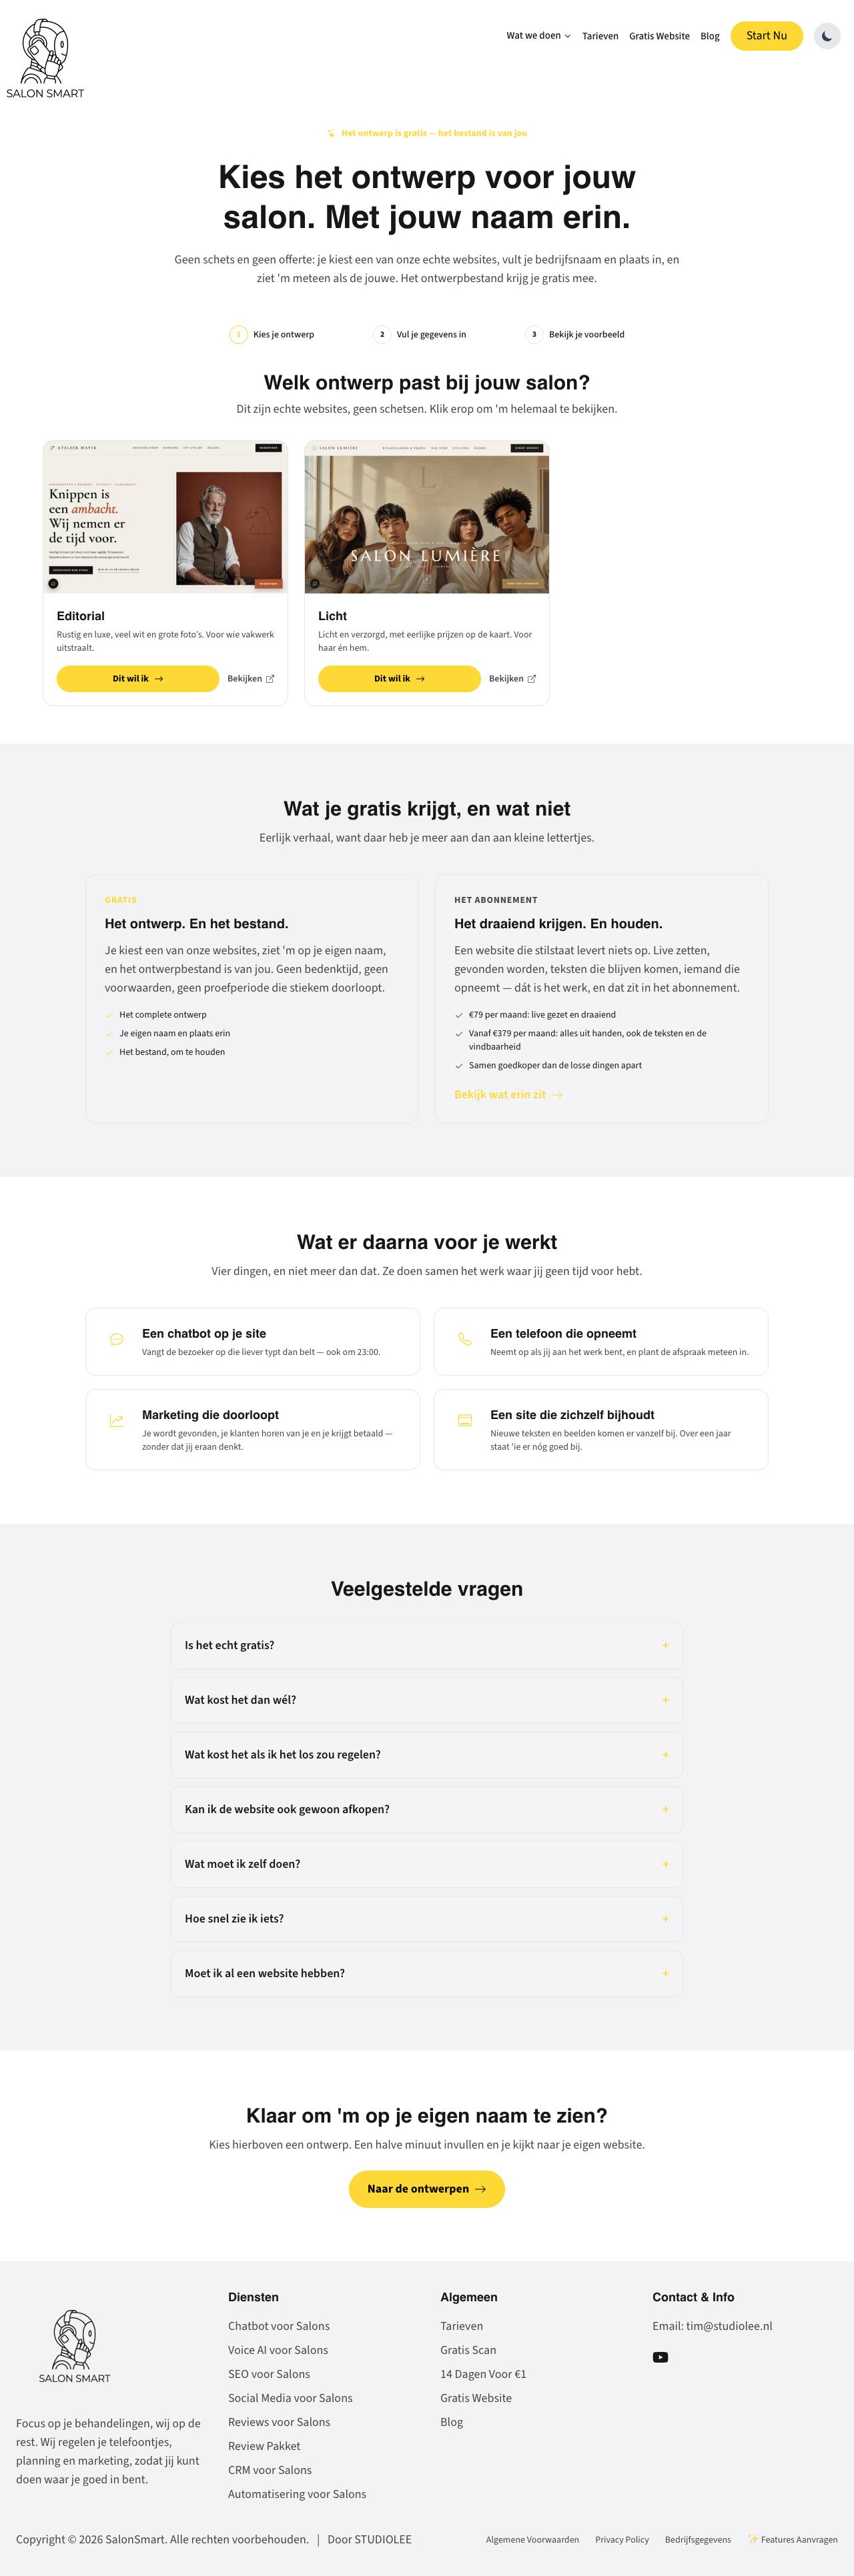 SALON SMART
What we doen
Tarieven
Gratis Website
Blog
Start Nu
Het ontwerp is gratis — het bestand is van jou
Kies het ontwerp voor jouw
salon. Met jouw naam erin.
Geen schets en geen offerte: je kiest een van onze echte websites, vult je bedrijfsnaam en plaats in, en
ziet 'm meteen als de jouwe. Het ontwerpbestand krijg je gratis mee.
1 Kies je ontwerp
2 Vul je gegevens in
3 Bekijk je voorbeeld
Welk ontwerp past bij jouw salon?
Dit zijn echte websites, geen schetsen. Klik erop om 'm helemaal te bekijken.
ATELIER HAVIK
Knippen is
een ambacht.
Wij nemen er
de tijd voor.
SALON LUMIÈRE
SALON LUMIÈRE
Editorial
Rustig en luxe, veel wit en grote foto's. Voor wie vakwerk
uitstraalt.
Dit wil ik
Bekijken
Licht
Licht en verzorgd, met eerlijke prijzen op de kaart. Voor
haar én hem.
Dit wil ik
Bekijken
Wat je gratis krijgt, en wat niet
Eerlijk verhaal, want daar heb je meer aan dan aan kleine lettertjes.
GRATIS
Het ontwerp. En het bestand.
Je kiest een van onze websites, ziet 'm op je eigen naam,
en het ontwerpbestand is van jou. Geen bedenktijd, geen
voorwaarden, geen proefperiode die stiekem doorloopt.
Het complete ontwerp
Je eigen naam en plaats erin
Het bestand, om te houden
HET ABONNEMENT
Het draaiend krijgen. En houden.
Een website die stilstaat levert niets op. Live zetten,
gevonden worden, teksten die blijven komen, iemand die
opneemt — dát is het werk, en dat zit in het abonnement.
€79 per maand: live gezet en draaiend
Vanaf €379 per maand: alles uit handen, ook de teksten en de
vindbaarheid
Samen goedkoper dan de losse dingen apart
Bekijk wat erin zit
Wat er daarna voor je werkt
Vier dingen, en niet meer dan dat. Ze doen samen het werk waar jij geen tijd voor hebt.
Een chatbot op je site
Vangt de bezoeker op die liever typt dan belt — ook om 23:00.
Een telefoon die opneemt
Neemt op als jij aan het werk bent, en plant de afspraak meteen in.
Marketing die doorloopt
Je wordt gevonden, je klanten horen van je en je krijgt betaald —
zonder dat jij eraan denkt.
Een site die zichzelf bijhoudt
Nieuwe teksten en beelden komen er vanzelf bij. Over een jaar
staat 'ie er nóg goed bij.
Veelgestelde vragen
Is het echt gratis?
+
Wat kost het dan wél?
+
Wat kost het als ik het los zou regelen?
+
Kan ik de website ook gewoon afkopen?
+
Wat moet ik zelf doen?
+
Hoe snel zie ik iets?
+
Moet ik al een website hebben?
+
Klaar om 'm op je eigen naam te zien?
Kies hierboven een ontwerp. Een halve minuut invullen en je kijkt naar je eigen website.
Naar de ontwerpen
SALON SMART
Focus op je behandelingen, wij op de
rest. Wij regelen je telefoontjes,
planning en marketing, zodat jij kunt
doen waar je goed in bent.
Diensten
Chatbot voor Salons
Voice AI voor Salons
SEO voor Salons
Social Media voor Salons
Reviews voor Salons
Review Pakket
CRM voor Salons
Automatisering voor Salons
Algemeen
Tarieven
Gratis Scan
14 Dagen Voor €1
Gratis Website
Blog
Contact & Info
Email: tim@studiolee.nl
Copyright © 2026 SalonSmart. Alle rechten voorbehouden. | Door STUDIOLEE
Algemene Voorwaarden
Privacy Policy
Bedrijfsgegevens
✨ Features Aanvragen